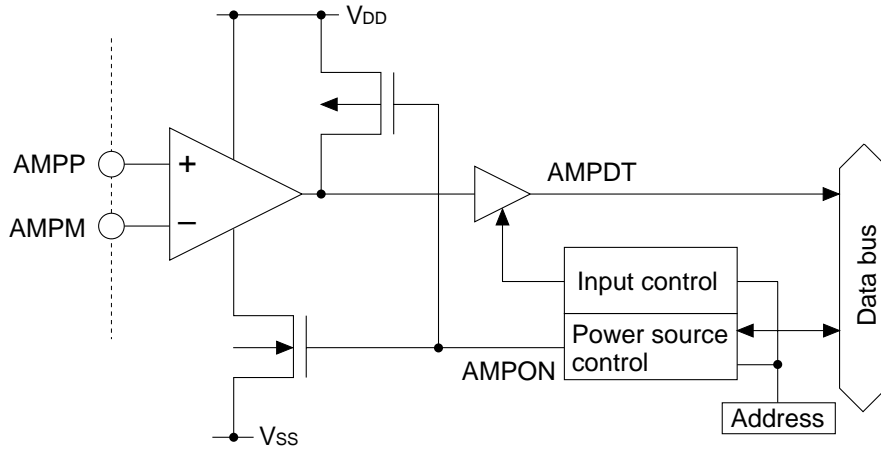 VDD
AMPP
+
AMPM
−
AMPDT
Input control
Power source
control
AMPON
Data bus
Address
VSS